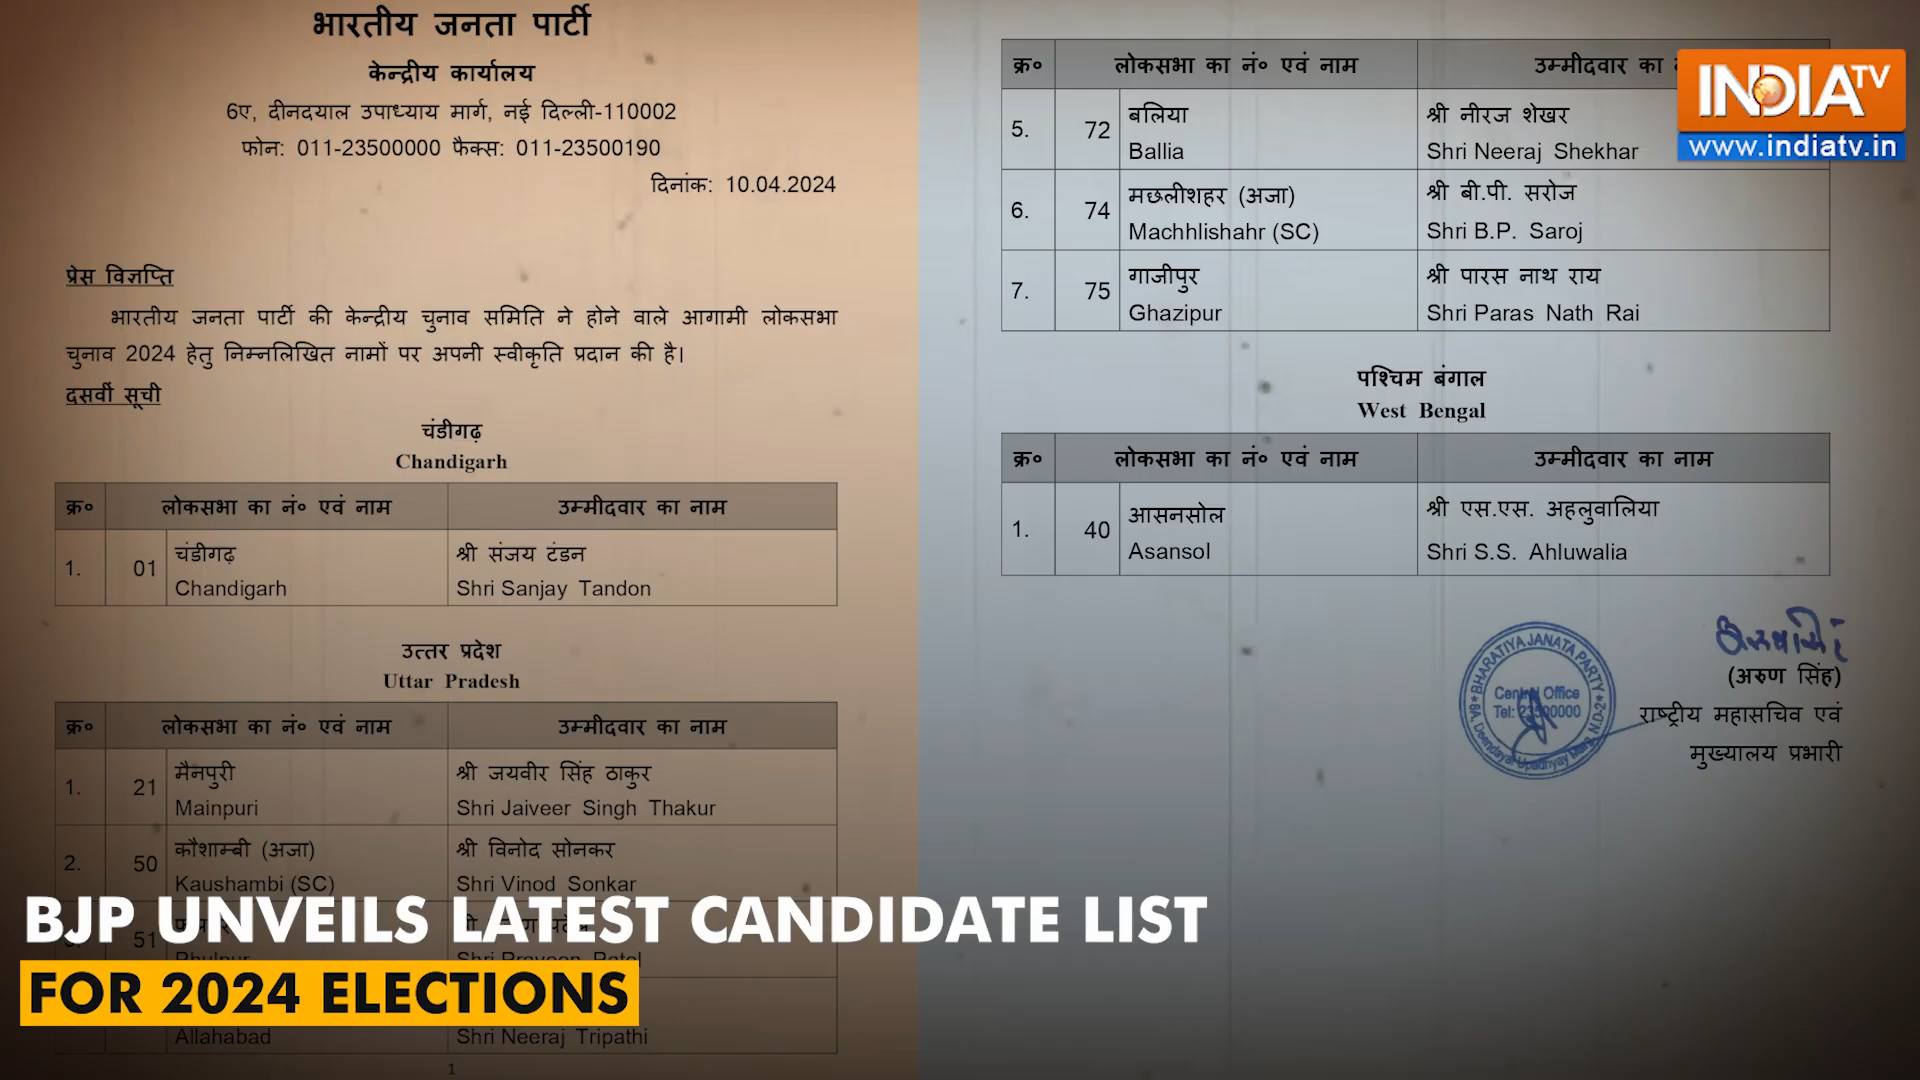 भारतीय जनता पार्टी
केन्द्रीय कार्यालय
6ए, दीनदयाल उपाध्याय मार्ग, नई दिल्ली-110002
फोन: 011-23500000 फैक्स: 011-23500190
दिनांक: 10.04.2024
प्रेस विज्ञप्ति
भारतीय जनता पार्टी की केन्द्रीय चुनाव समिति ने होने वाले आगामी लोकसभा
चुनाव 2024 हेतु निम्नलिखित नामों पर अपनी स्वीकृति प्रदान की है।
दसवीं सूची
चंडीगढ़
Chandigarh
क्र० लोकसभा का नं० एवं नाम उम्मीदवार का नाम
1. 01 चंडीगढ़ श्री संजय टंडन
Chandigarh Shri Sanjay Tandon
उत्तर प्रदेश
Uttar Pradesh
क्र० लोकसभा का नं० एवं नाम उम्मीदवार का नाम
1. 21 मैनपुरी श्री जयवीर सिंह ठाकुर
Mainpuri Shri Jaiveer Singh Thakur
2. 50 कौशाम्बी (अजा) श्री विनोद सोनकर
Kaushambi (SC) Shri Vinod Sonkar
51
Allahabad Shri Neeraj Tripathi
1
क्र० लोकसभा का नं० एवं नाम उम्मीदवार का
5. 72 बलिया श्री नीरज शेखर
Ballia Shri Neeraj Shekhar
6. 74 मछलीशहर (अजा) श्री बी.पी. सरोज
Machhlishahr (SC) Shri B.P. Saroj
7. 75 गाजीपुर श्री पारस नाथ राय
Ghazipur Shri Paras Nath Rai
पश्चिम बंगाल
West Bengal
क्र० लोकसभा का नं० एवं नाम उम्मीदवार का नाम
1. 40 आसनसोल श्री एस.एस. अहलुवालिया
Asansol Shri S.S. Ahluwalia
BHARATIYA JANATA PARTY
Central Office
Tel: 23500000
6A, Deendayal Upadhyay Marg, N.D-2
(अरुण सिंह)
राष्ट्रीय महासचिव एवं
मुख्यालय प्रभारी
INDIA TV
www.indiatv.in
BJP UNVEILS LATEST CANDIDATE LIST
FOR 2024 ELECTIONS